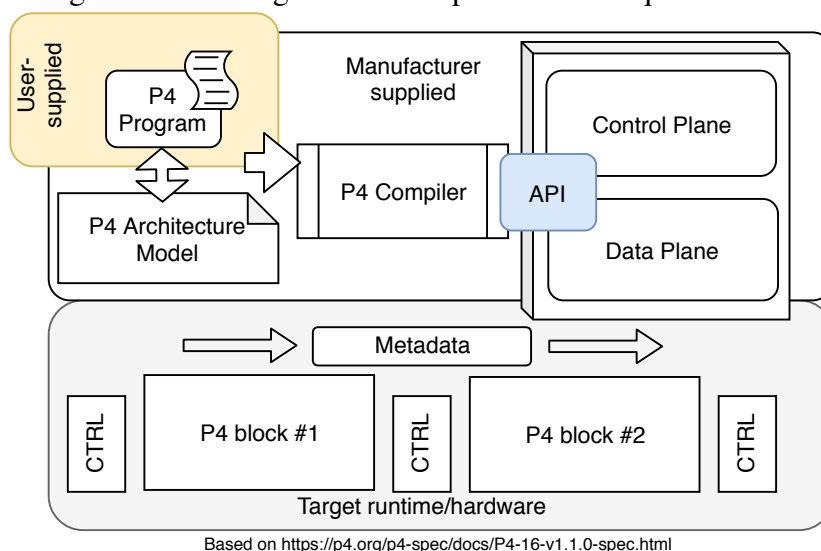 User-
supplied
P4
Program
Manufacturer
supplied
Control Plane
P4 Compiler
API
P4 Architecture
Model
Data Plane
Metadata
CTRL
P4 block #1
CTRL
P4 block #2
CTRL
Target runtime/hardware
Based on https://p4.org/p4-spec/docs/P4-16-v1.1.0-spec.html